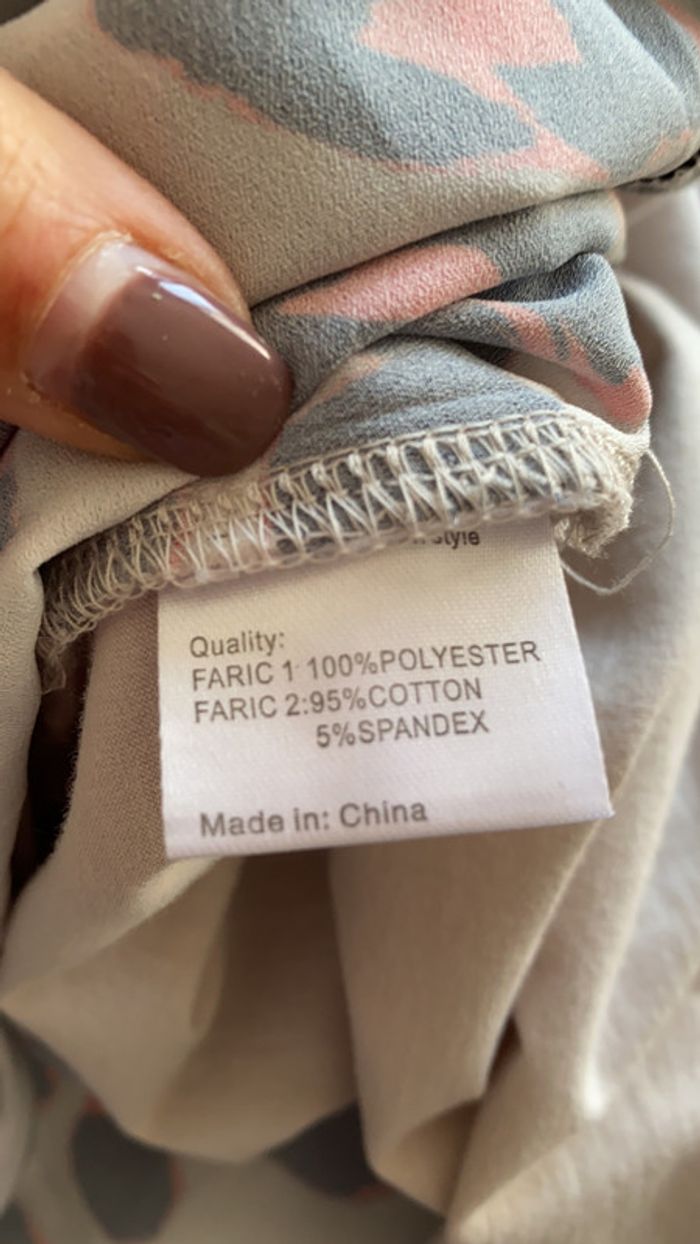 Quality:
FARIC 1 100%POLYESTER
FARIC 2:95%COTTON
5%SPANDEX
Made in: China